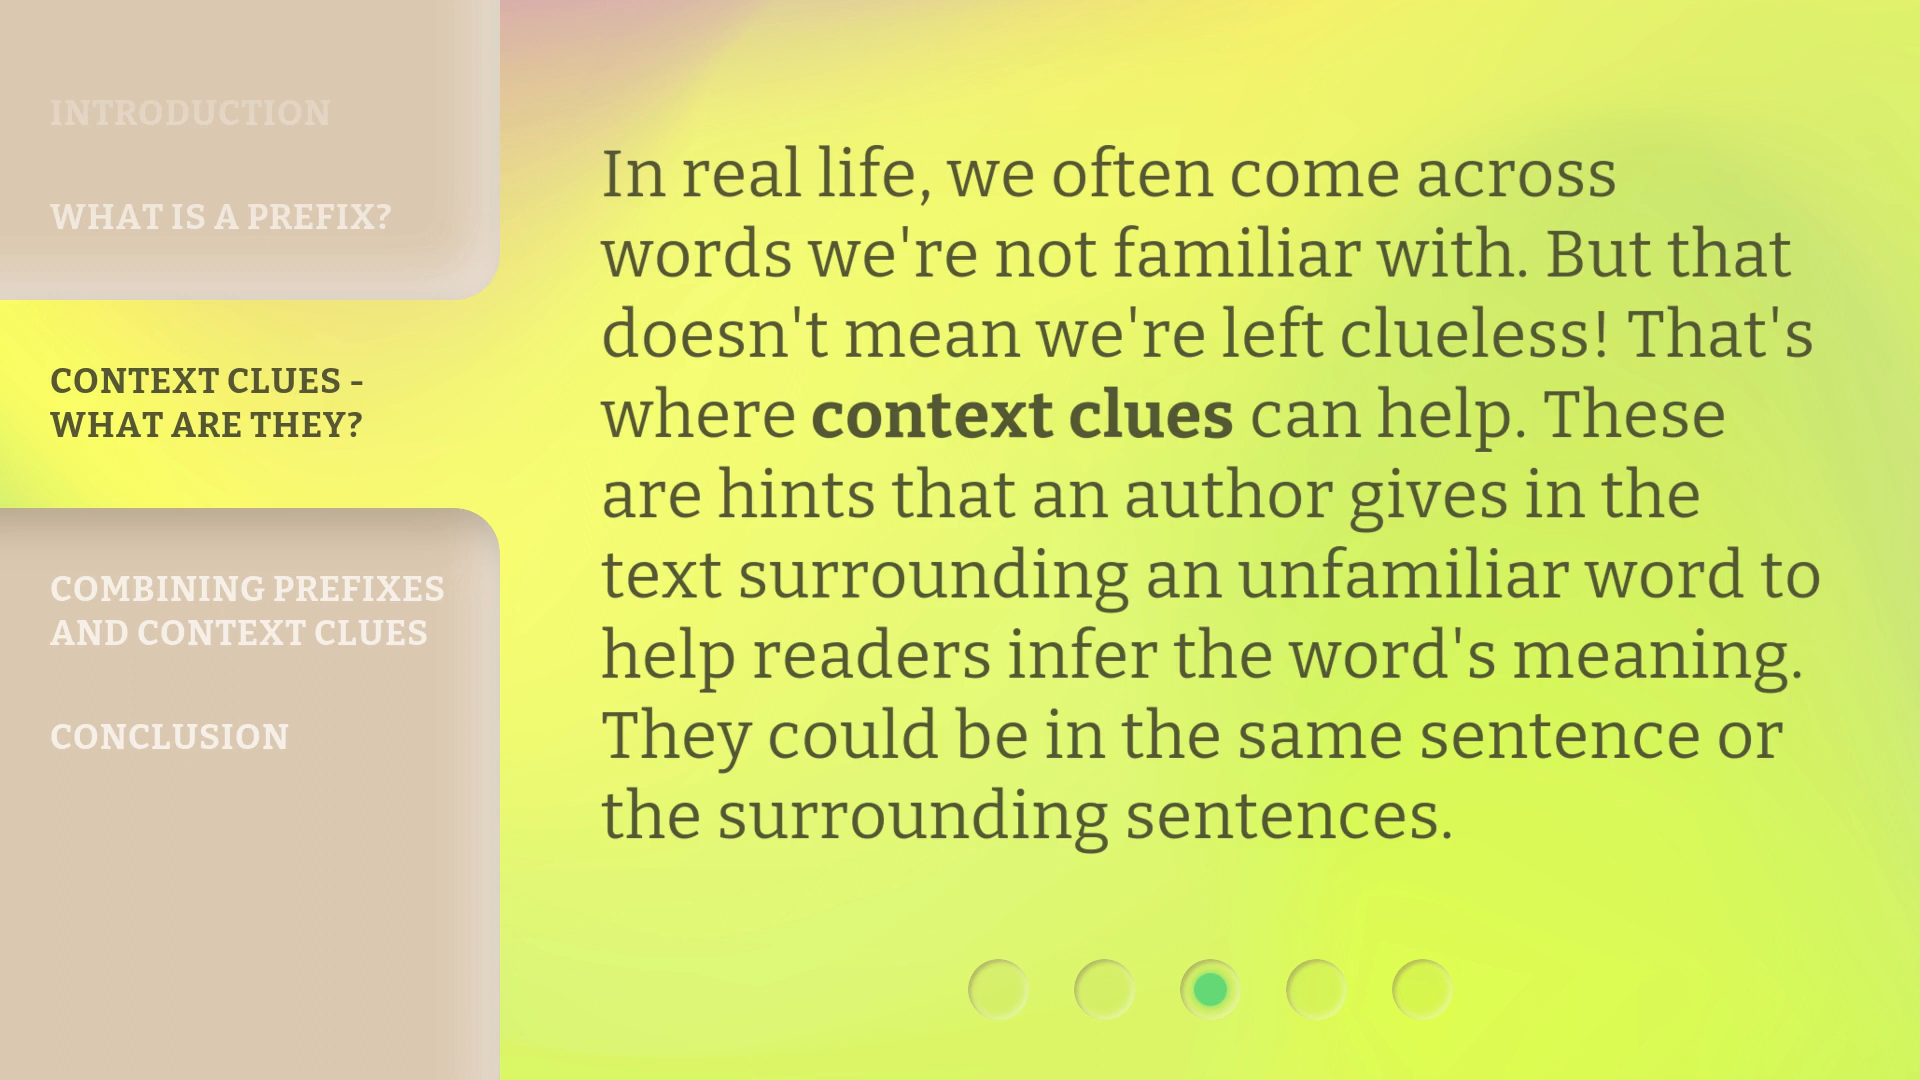 INTRODUCTION
WHAT IS A PREFIX?
CONTEXT CLUES -
WHAT ARE THEY?
COMBINING PREFIXES
AND CONTEXT CLUES
CONCLUSION
In real life, we often come across
words we're not familiar with. But that
doesn't mean we're left clueless! That's
where context clues can help. These
are hints that an author gives in the
text surrounding an unfamiliar word to
help readers infer the word's meaning.
They could be in the same sentence or
the surrounding sentences.